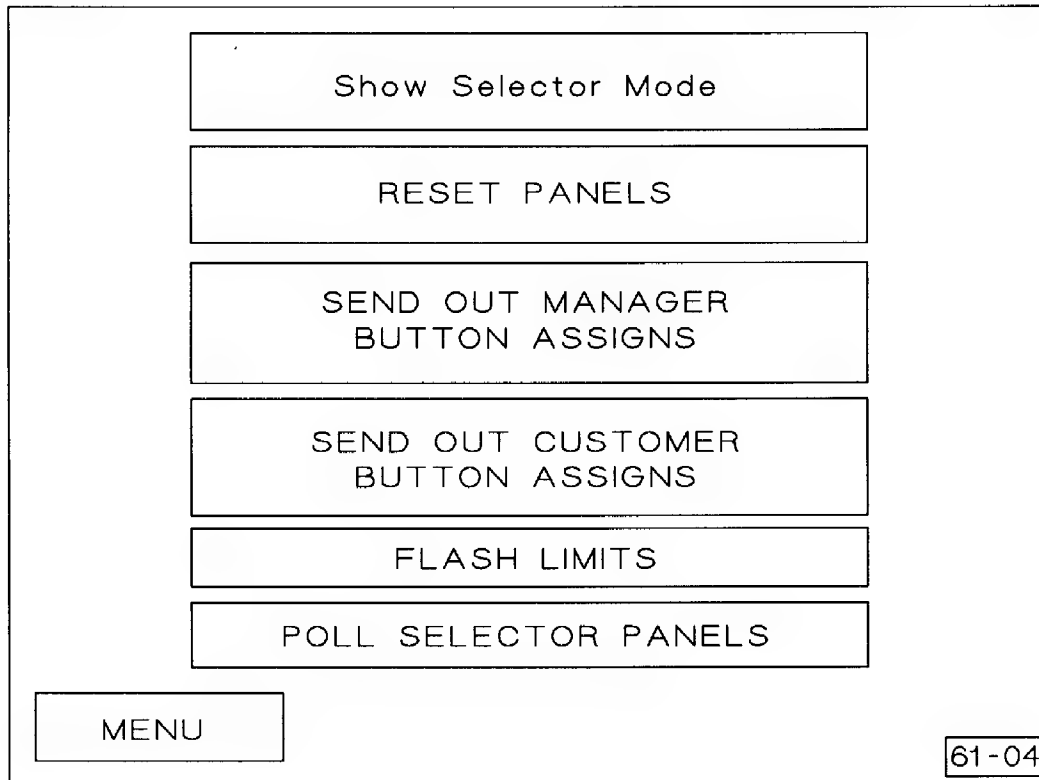 Show Selector Mode
RESET PANELS
SEND OUT MANAGER
BUTTON ASSIGNS
SEND OUT CUSTOMER
BUTTON ASSIGNS
FLASH LIMITS
POLL SELECTOR PANELS
MENU
61-04